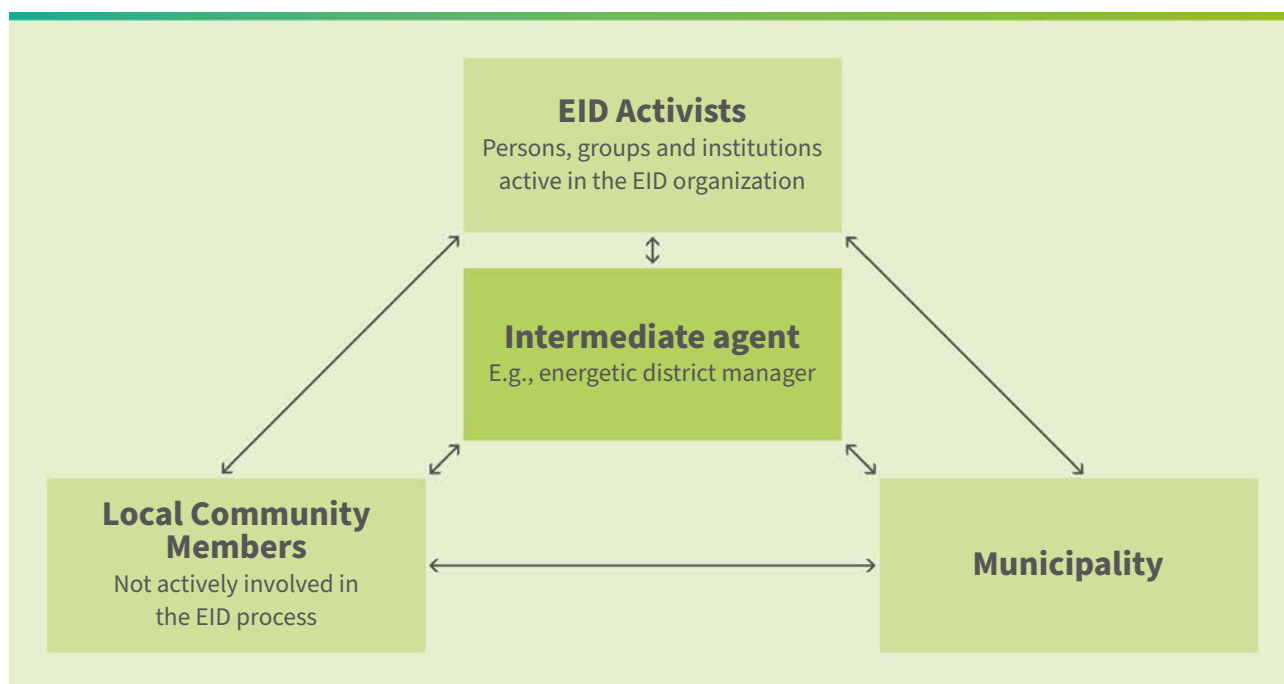 EID Activists
Persons, groups and institutions
active in the EID organization
Intermediate agent
E.g., energetic district manager
Local Community
Members
Not actively involved in
the EID process
Municipality